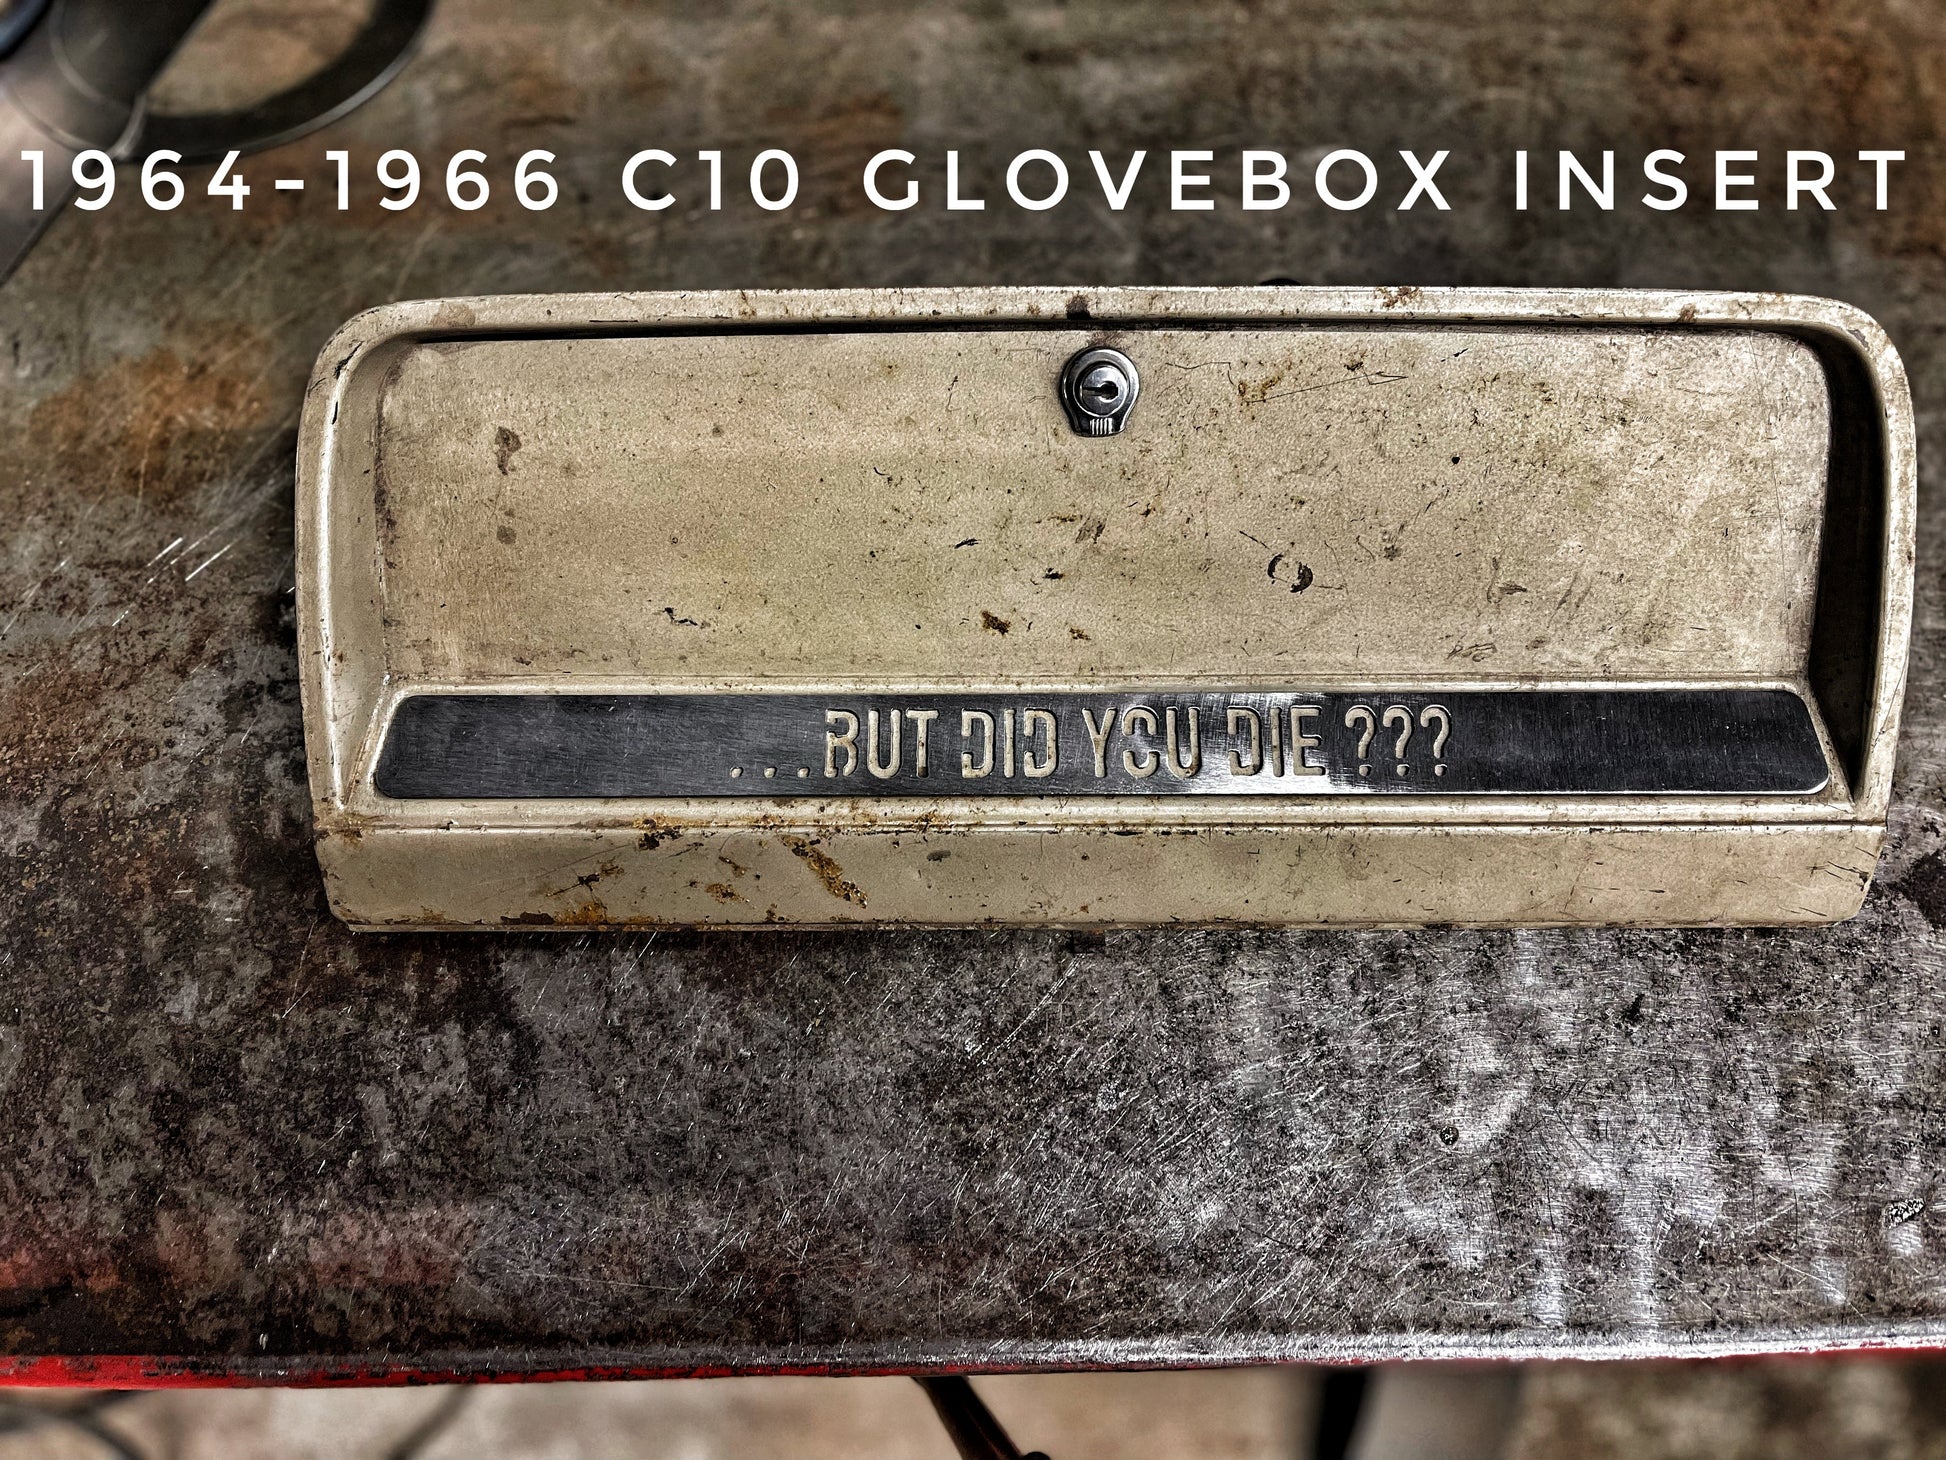 1964-1966 C10 GLOVEBOX INSERT
...BUT DID YOU DIE???